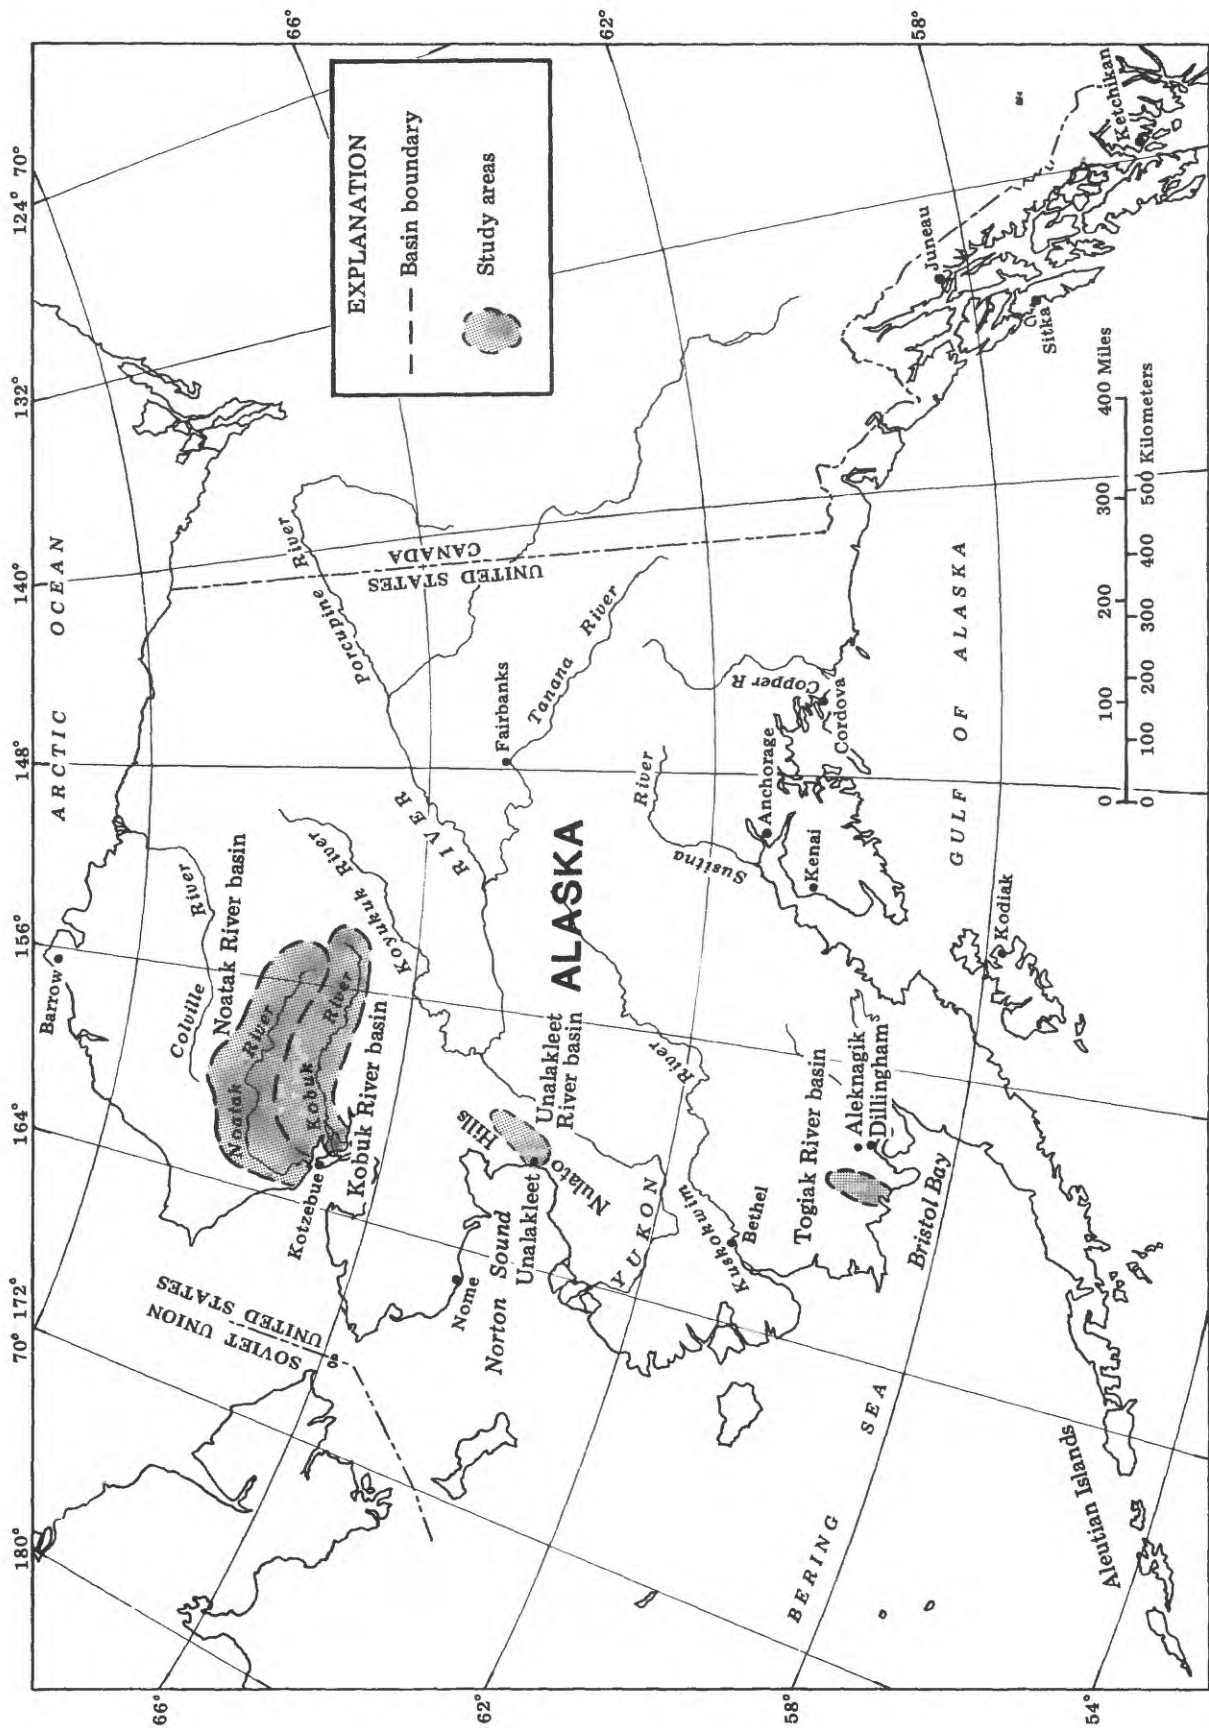 180°
172°
70°
164°
156°
148°
140°
132°
124°
70°
66°
66°
62°
62°
58°
58°
54°
ARCTIC OCEAN
Barrow
SOVIET UNION
UNITED STATES
Colville River
Noatak River basin
Noatak River
Kobuk River
Kobuk River basin
Kotzebue
Koyukuk River
Porcupine River
UNITED STATES
CANADA
EXPLANATION
Basin boundary
Study areas
Nome
Norton Sound
Unalakleet
Nulato Hills
Unalakleet
River basin
YUKON RIVER
ALASKA
Fairbanks
Tanana River
Kuskokwim River
Bethel
Togiak River basin
Aleknagik
Dillingham
s
Bristol Bay
Susitna River
Anchorage
Kenai
Copper R
Cordova
Kodiak
Juneau
Sitka
Ketchikan
BERING SEA
GULF OF ALASKA
Aleutian Islands
0 100 200 300 400 Miles
0 100 200 300 400 500 Kilometers